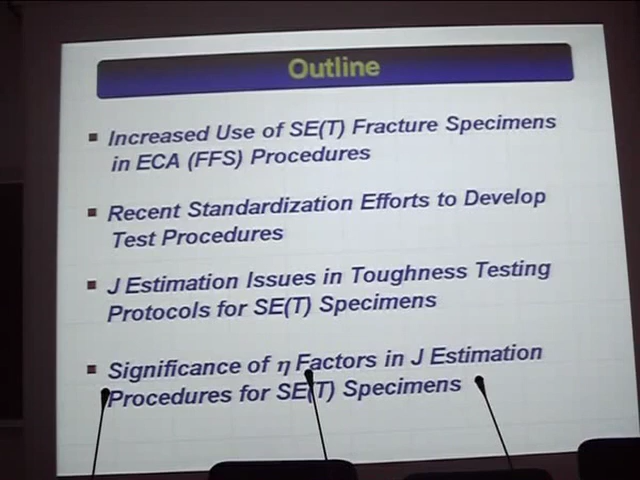 Outline
Increased Use of SE(T) Fracture Specimens
in ECA (FFS) Procedures
Recent Standardization Efforts to Develop
Test Procedures
J Estimation Issues in Toughness Testing
Protocols for SE(T) Specimens
Significance of η Factors in J Estimation
Procedures for SE(T) Specimens